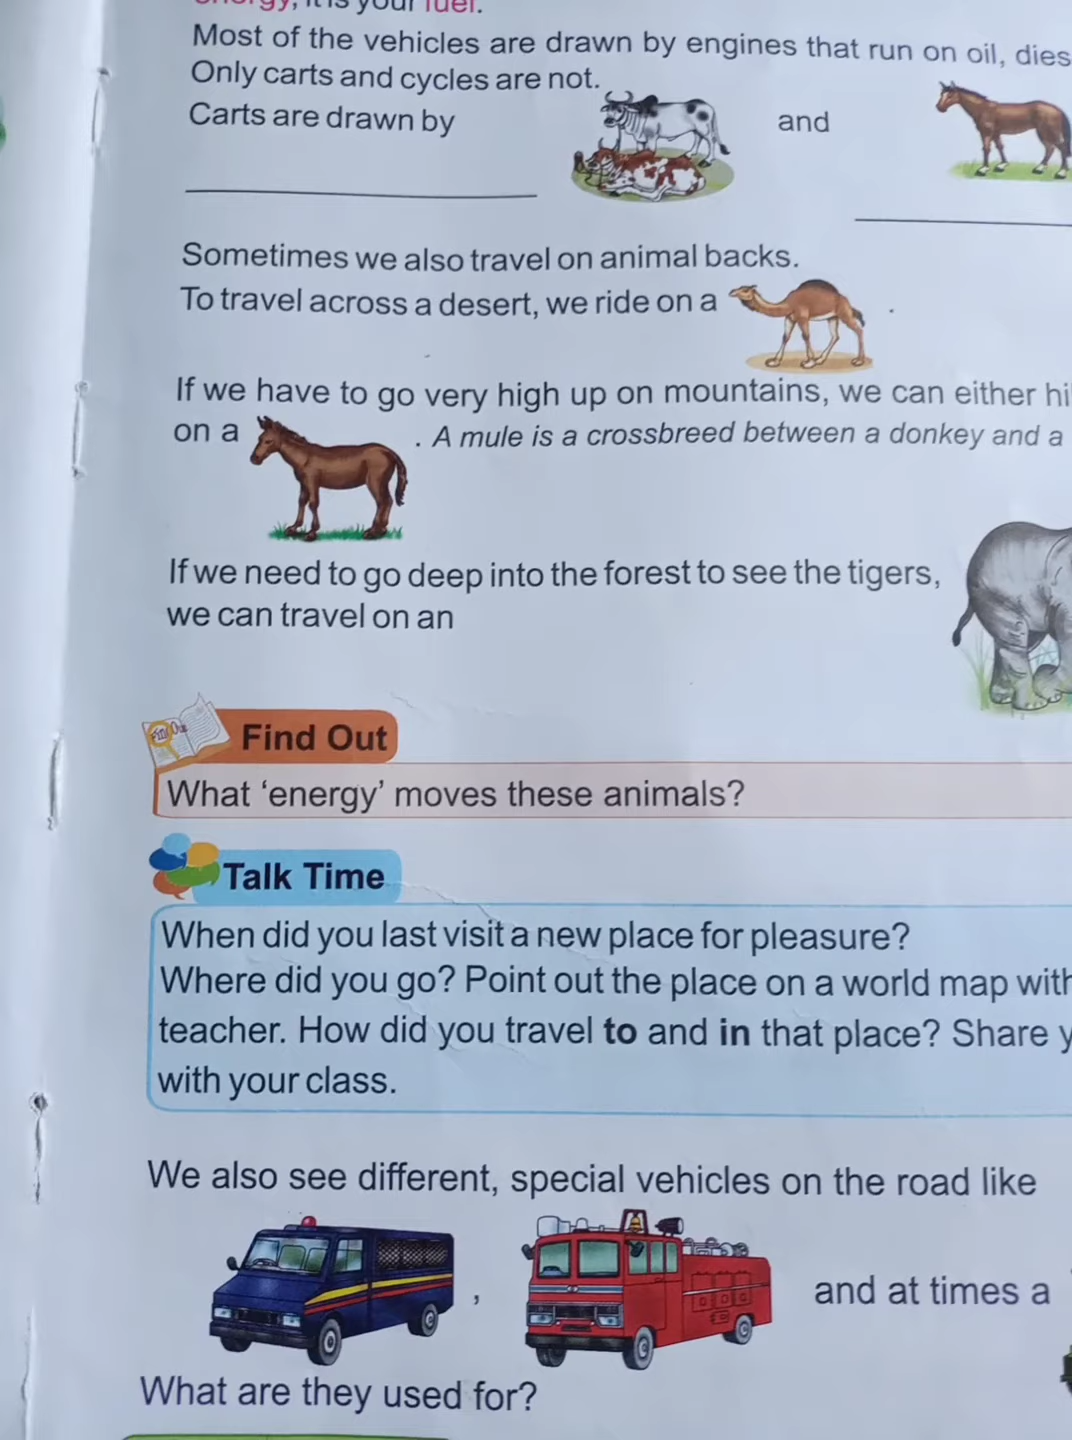 energy, it is your fuel.
Most of the vehicles are drawn by engines that run on oil,
Only carts and cycles are not.
Carts are drawn by and
Sometimes we also travel on animal backs.
To travel across a desert, we ride on a .
If we have to go very high up on mountains, we can either
on a . A mule is a crossbreed between a donkey and a
If we need to go deep into the forest to see the tigers,
we can travel on an
Find Out
Find Out
What ‘energy’ moves these animals?
Talk Time
When did you last visit a new place for pleasure?
Where did you go? Point out the place on a world map with
teacher. How did you travel to and in that place? Share
with your class.
We also see different, special vehicles on the road like
, and at times a
What are they used for?